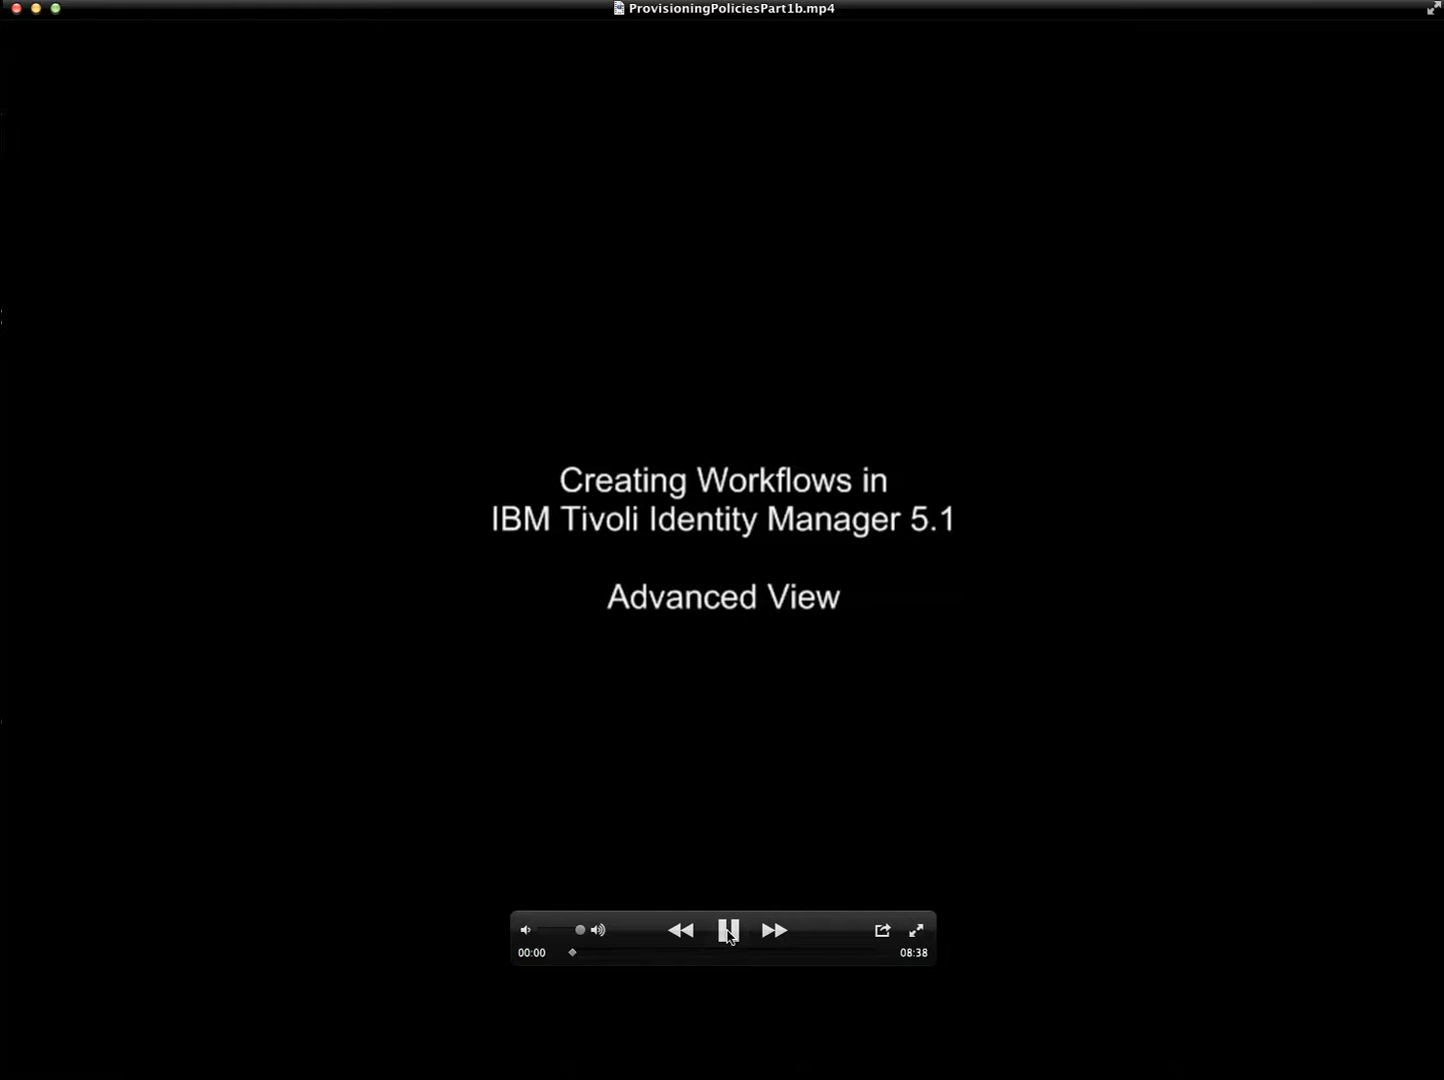 ProvisioningPoliciesPart1b.mp4
Creating Workflows in
IBM Tivoli Identity Manager 5.1
Advanced View
00:00
08:38